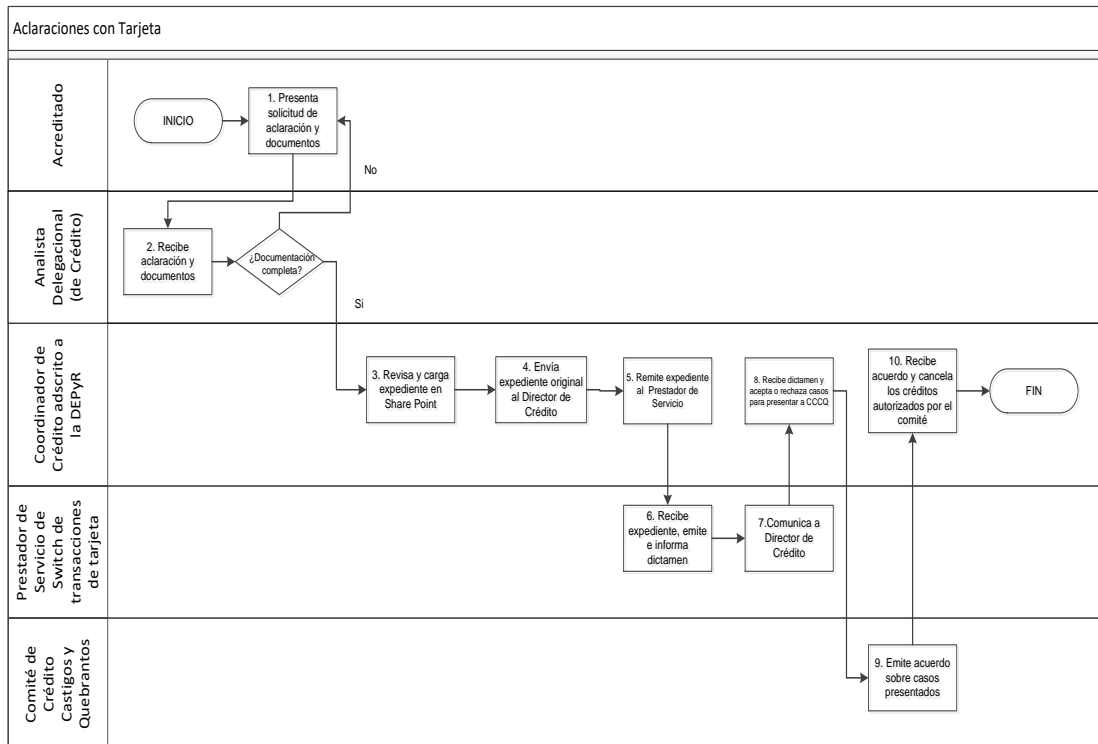 Aclaraciones con Tarjeta
Acreditado
INICIO
1. Presenta
solicitud de
aclaración y
documentos
No
Analista
Delegacional
(de Crédito)
2. Recibe
aclaración y
documentos
¿Documentación
completa?
Si
Coordinador de
Crédito adscrito a
la DEPyR
3. Revisa y carga
expediente en
Share Point
4. Envía
expediente original
al Director de
Crédito
5. Remite expediente
al Prestador de
Servicio
8. Recibe dictamen y
acepta o rechaza casos
para presentar a CCCQ
10. Recibe
acuerdo y cancela
los créditos
autorizados por el
comité
FIN
Prestador de
Servicio de
Switch de
transacciones
de tarjeta
6. Recibe
expediente, emite
e informa
dictamen
7.Comunica a
Director de
Crédito
Comité de
Crédito
Castigos y
Quebrantos
9. Emite acuerdo
sobre casos
presentados